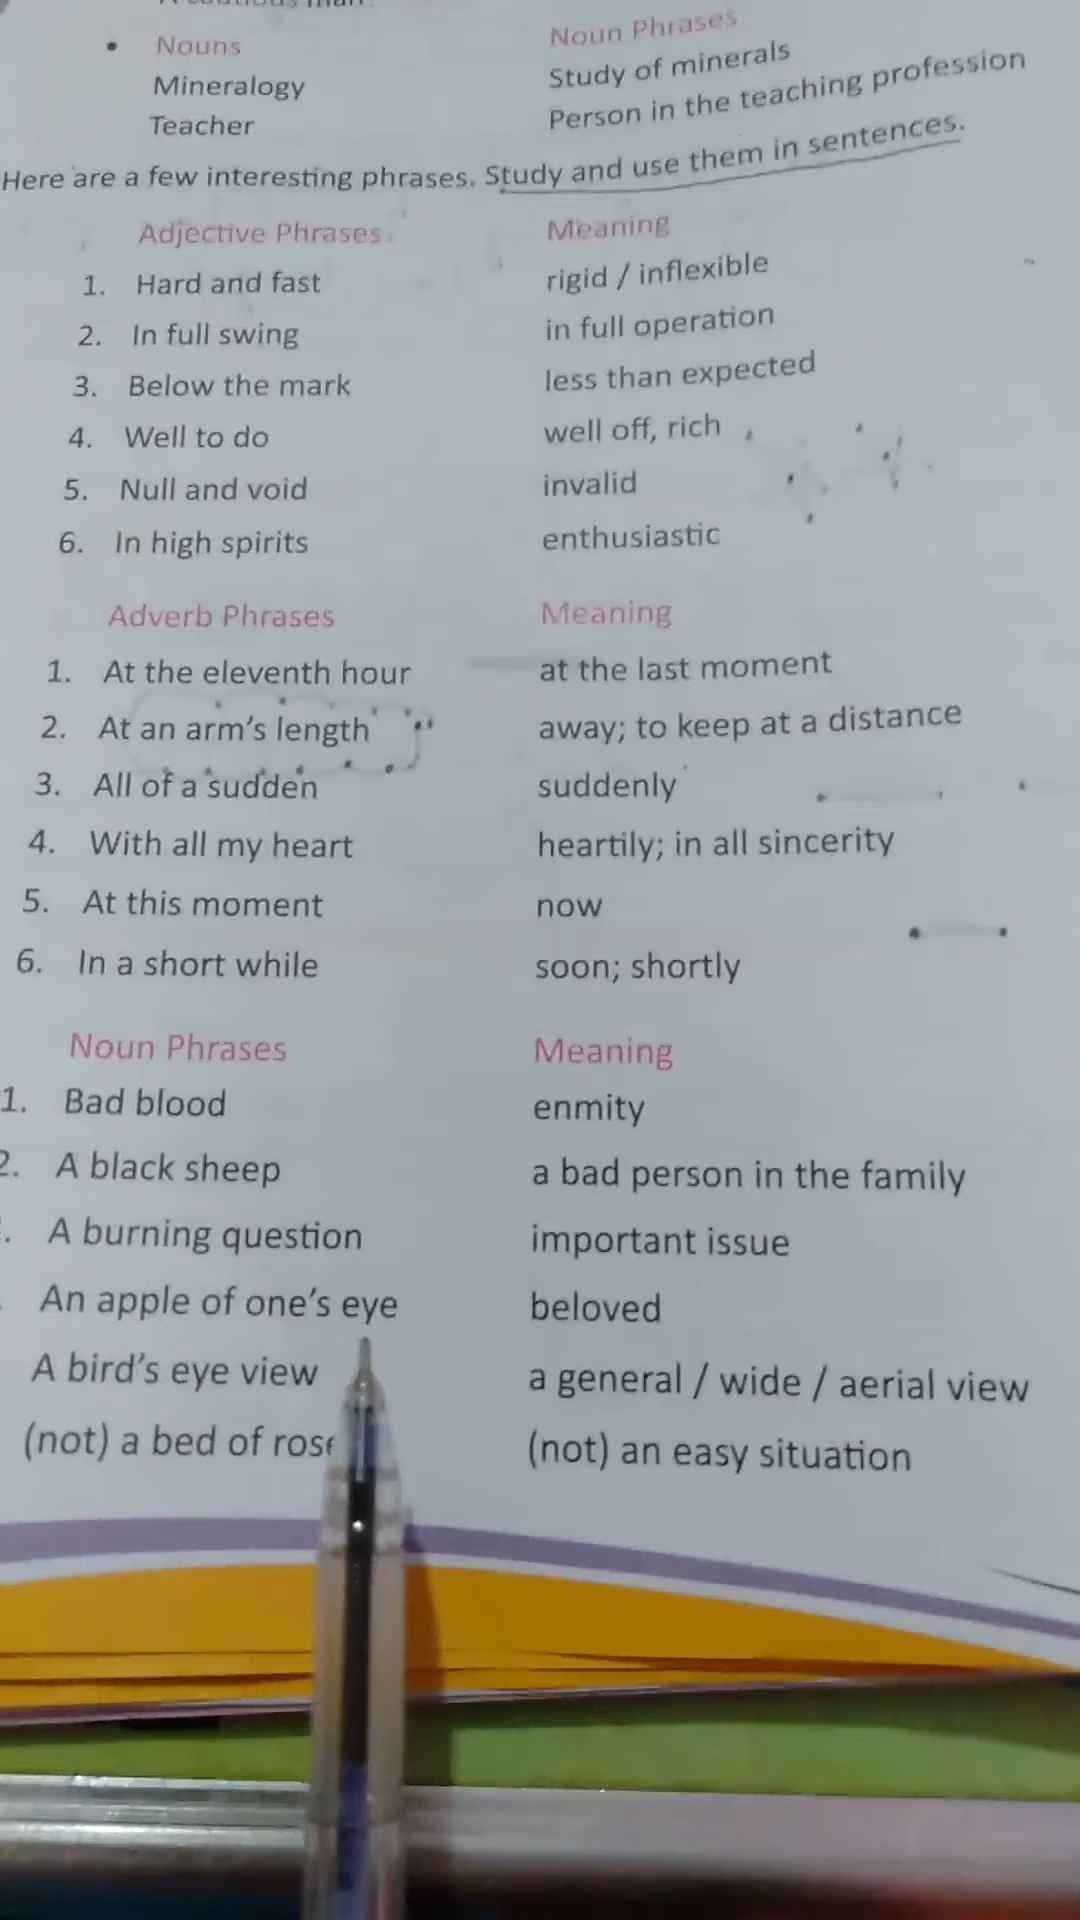 • Nouns Noun Phrases
Mineralogy Study of minerals
Teacher Person in the teaching profession
Here are a few interesting phrases. Study and use them in sentences.
Adjective Phrases Meaning
1. Hard and fast rigid / inflexible
2. In full swing in full operation
3. Below the mark less than expected
4. Well to do well off, rich
5. Null and void invalid
6. In high spirits enthusiastic
Adverb Phrases Meaning
1. At the eleventh hour at the last moment
2. At an arm's length away; to keep at a distance
3. All of a sudden suddenly
4. With all my heart heartily; in all sincerity
5. At this moment now
6. In a short while soon; shortly
Noun Phrases Meaning
1. Bad blood enmity
2. A black sheep a bad person in the family
. A burning question important issue
An apple of one's eye beloved
A bird's eye view a general / wide / aerial view
(not) a bed of (not) an easy situation